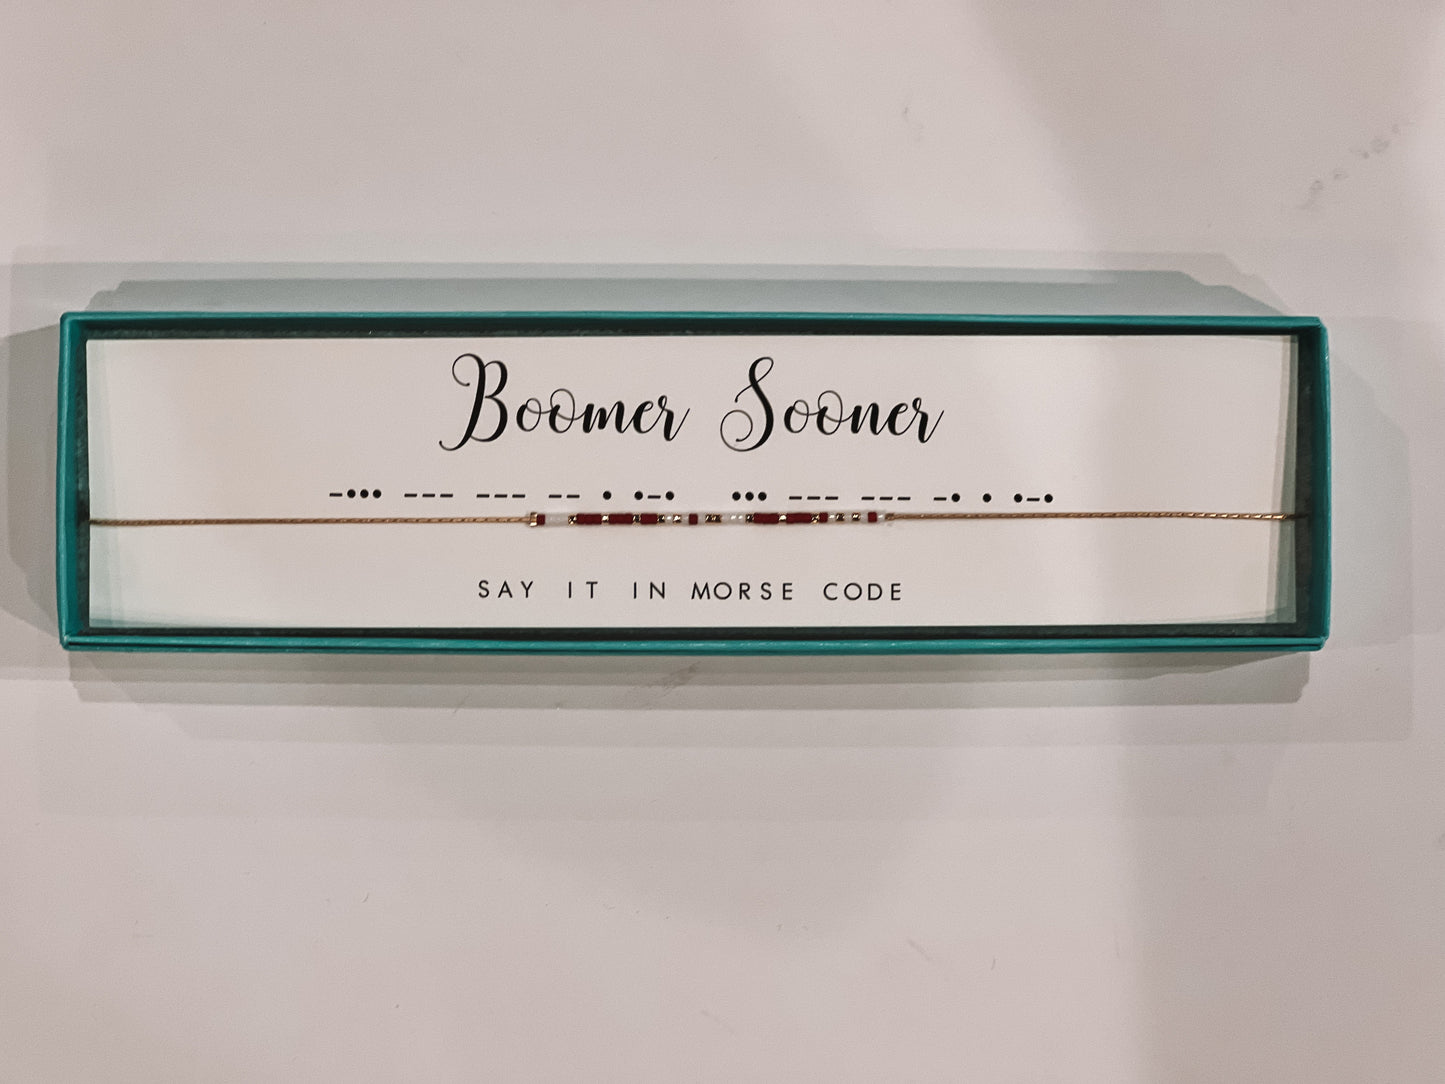 Boomer Sooner
–••• ––– ––– –– • •–•   ••• ––– ––– –• • •–•
SAY IT IN MORSE CODE